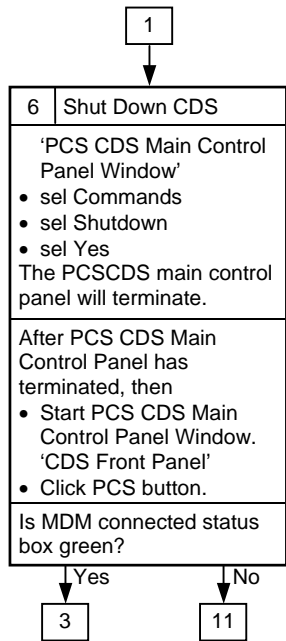 1
6 Shut Down CDS
‘PCS CDS Main Control
Panel Window’
• sel Commands
• sel Shutdown
• sel Yes
The PCSCDS main control
panel will terminate.
After PCS CDS Main
Control Panel has
terminated, then
• Start PCS CDS Main
Control Panel Window.
‘CDS Front Panel’
• Click PCS button.
Is MDM connected status
box green?
Yes No
3 11